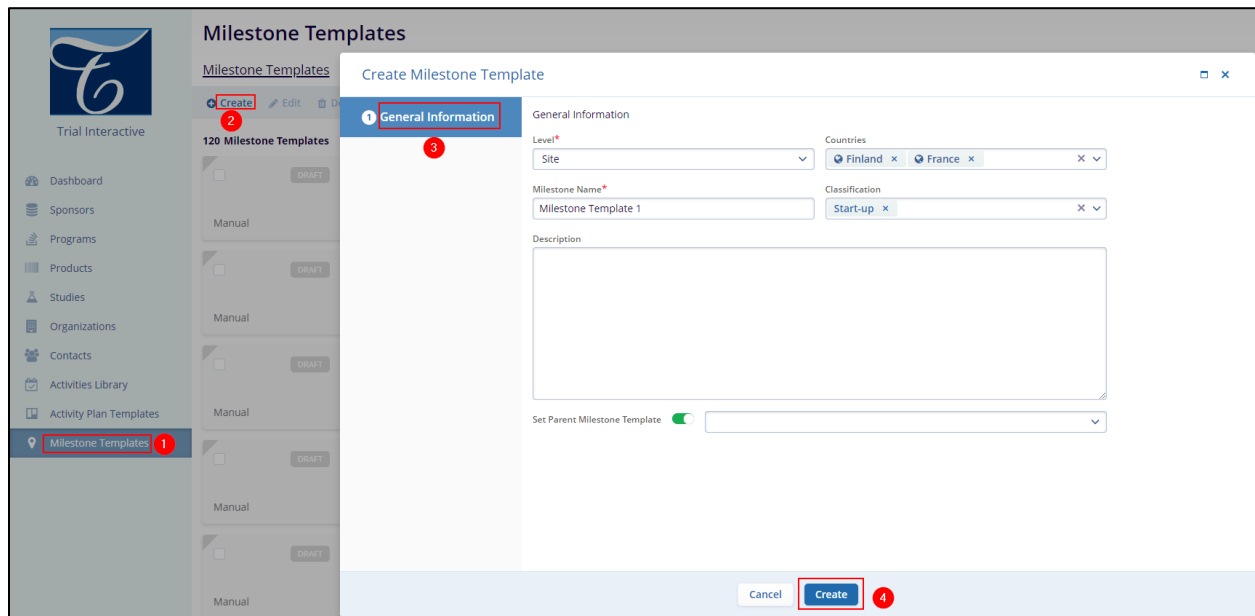 Milestone Templates
Trial Interactive
Dashboard
Sponsors
Programs
Products
Studies
Organizations
Contacts
Activities Library
Activity Plan Templates
Milestone Templates 1
Milestone Templates
Create Edit D
2
120 Milestone Templates
DRAFT
Manual
DRAFT
Manual
DRAFT
Manual
DRAFT
Manual
DRAFT
Manual
Create Milestone Template
1 General Information
3
General Information
Level* Countries
Site Finland × France ×
Milestone Name* Classification
Milestone Template 1 Start-up ×
Description
Set Parent Milestone Template
Cancel Create 4